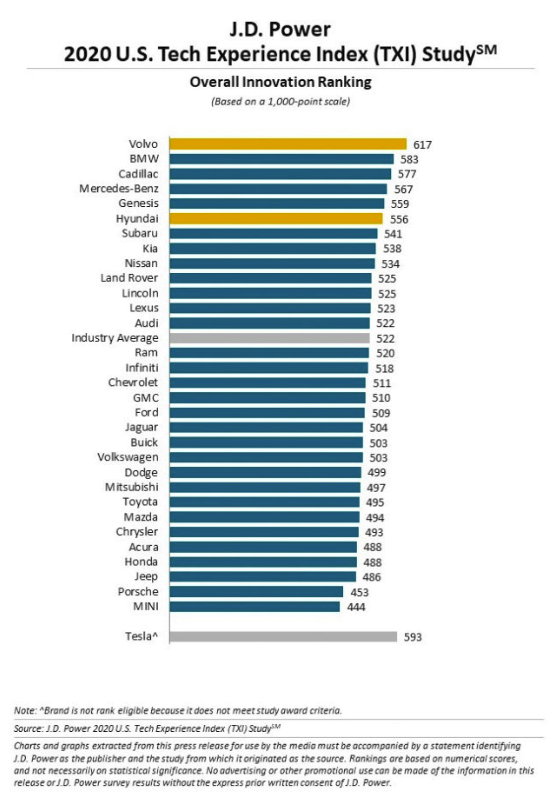 J.D. Power
2020 U.S. Tech Experience Index (TXI) Study℠
Overall Innovation Ranking
(Based on a 1,000-point scale)
Volvo 617
BMW 583
Cadillac 577
Mercedes-Benz 567
Genesis 559
Hyundai 556
Subaru 541
Kia 538
Nissan 534
Land Rover 525
Lincoln 525
Lexus 523
Audi 522
Industry Average 522
Ram 520
Infiniti 518
Chevrolet 511
GMC 510
Ford 509
Jaguar 504
Buick 503
Volkswagen 503
Dodge 499
Mitsubishi 497
Toyota 495
Mazda 494
Chrysler 493
Acura 488
Honda 488
Jeep 486
Porsche 453
MINI 444
Tesla^ 593
Note: ^Brand is not rank eligible because it does not meet study award criteria.
Source: J.D. Power 2020 U.S. Tech Experience Index (TXI) Study℠
Charts and graphs extracted from this press release for use by the media must be accompanied by a statement identifying
J.D. Power as the publisher and the study from which it originated as the source. Rankings are based on numerical scores,
and not necessarily on statistical significance. No advertising or other promotional use can be made of the information in this
release or J.D. Power survey results without the express prior written consent of J.D. Power.